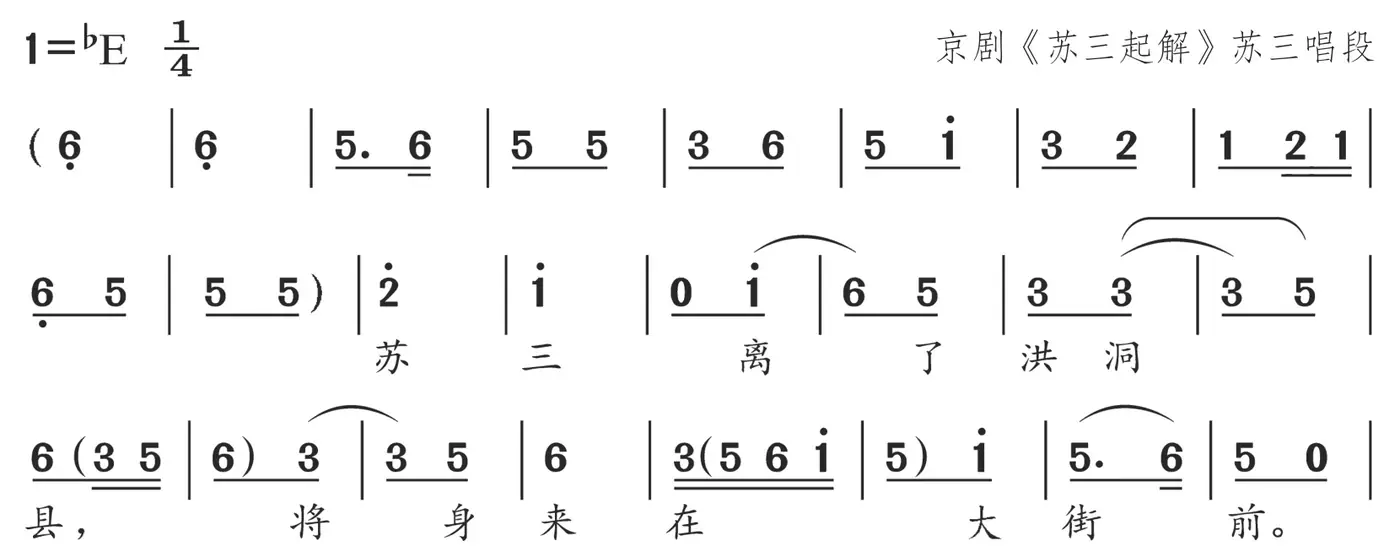 1=♭E 1/4 京剧《苏三起解》苏三唱段
( 6̣ | 6̣ | 5. 6 | 5 5 | 3 6 | 5 1̇ | 3 2 | 1 2 1 |
6̣ 5 | 5 5 ) | 2̇ | 1̇ | 0 1̇ | 6 5 | 3 3 | 3 5 |
苏 三 离 了 洪 洞
6 ( 3 5 | 6 ) 3 | 3 5 | 6 | 3 ( 5 6 1̇ | 5 ) 1̇ | 5. 6 | 5 0 |
县， 将 身 来 在 大 街 前。